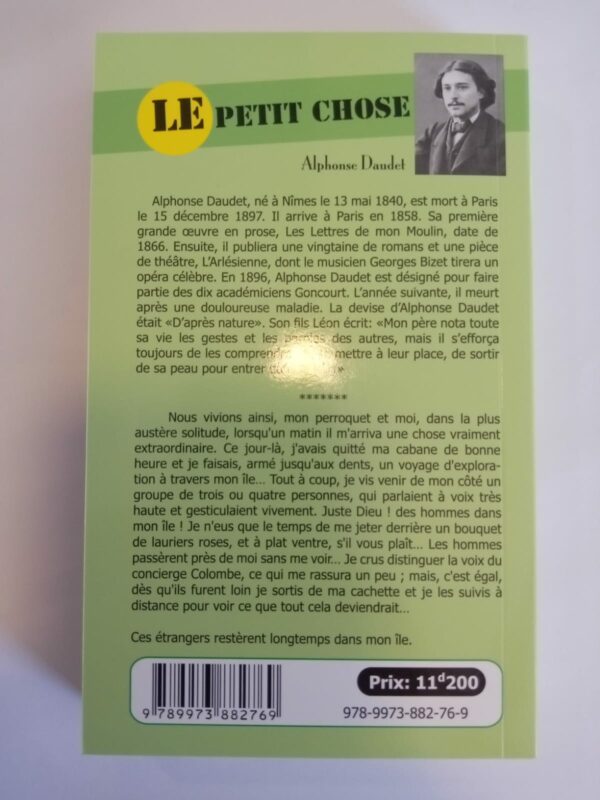 LE PETIT CHOSE
Alphonse Daudet
Alphonse Daudet, né à Nîmes le 13 mai 1840, est mort à Paris
le 15 décembre 1897. Il arrive à Paris en 1858. Sa première
grande œuvre en prose, Les Lettres de mon Moulin, date de
1866. Ensuite, il publiera une vingtaine de romans et une pièce
de théâtre, L'Arlésienne, dont le musicien Georges Bizet tirera un
opéra célèbre. En 1896, Alphonse Daudet est désigné pour faire
partie des dix académiciens Goncourt. L'année suivante, il meurt
après une douloureuse maladie. La devise d'Alphonse Daudet
était «D'après nature». Son fils Léon écrit: «Mon père nota toute
sa vie les gestes et les paroles des autres, mais il s'efforça
toujours de les comprendre mettre à leur place, de sortir
de sa peau pour entrer
*******
Nous vivions ainsi, mon perroquet et moi, dans la plus
austère solitude, lorsqu'un matin il m'arriva une chose vraiment
extraordinaire. Ce jour-là, j'avais quitté ma cabane de bonne
heure et je faisais, armé jusqu'aux dents, un voyage d'explora-
tion à travers mon île... Tout à coup, je vis venir de mon côté un
groupe de trois ou quatre personnes, qui parlaient à voix très
haute et gesticulaient vivement. Juste Dieu ! des hommes dans
mon île ! Je n'eus que le temps de me jeter derrière un bouquet
de lauriers roses, et à plat ventre, s'il vous plaît... Les hommes
passèrent près de moi sans me voir... Je crus distinguer la voix du
concierge Colombe, ce qui me rassura un peu ; mais, c'est égal,
dès qu'ils furent loin je sortis de ma cachette et je les suivis à
distance pour voir ce que tout cela deviendrait...
Ces étrangers restèrent longtemps dans mon île.
Prix: 11d200
9 789973 882769
978-9973-882-76-9